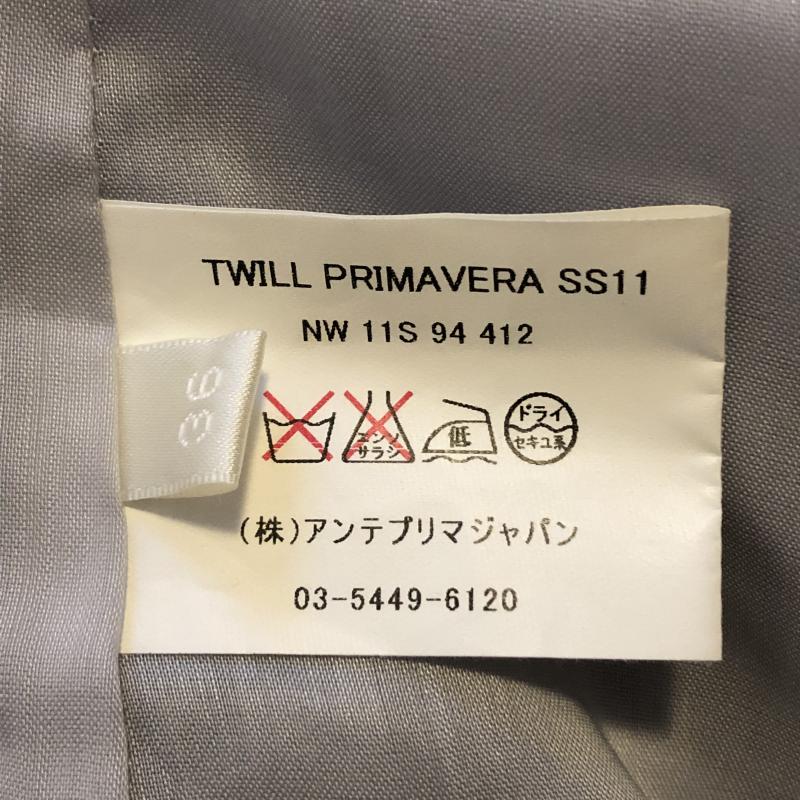 TWILL PRIMAVERA SS11
NW 11S 94 412
36
エンソ
サラシ
低
ドライ
セキユ系
(株)アンテプリマジャパン
03-5449-6120